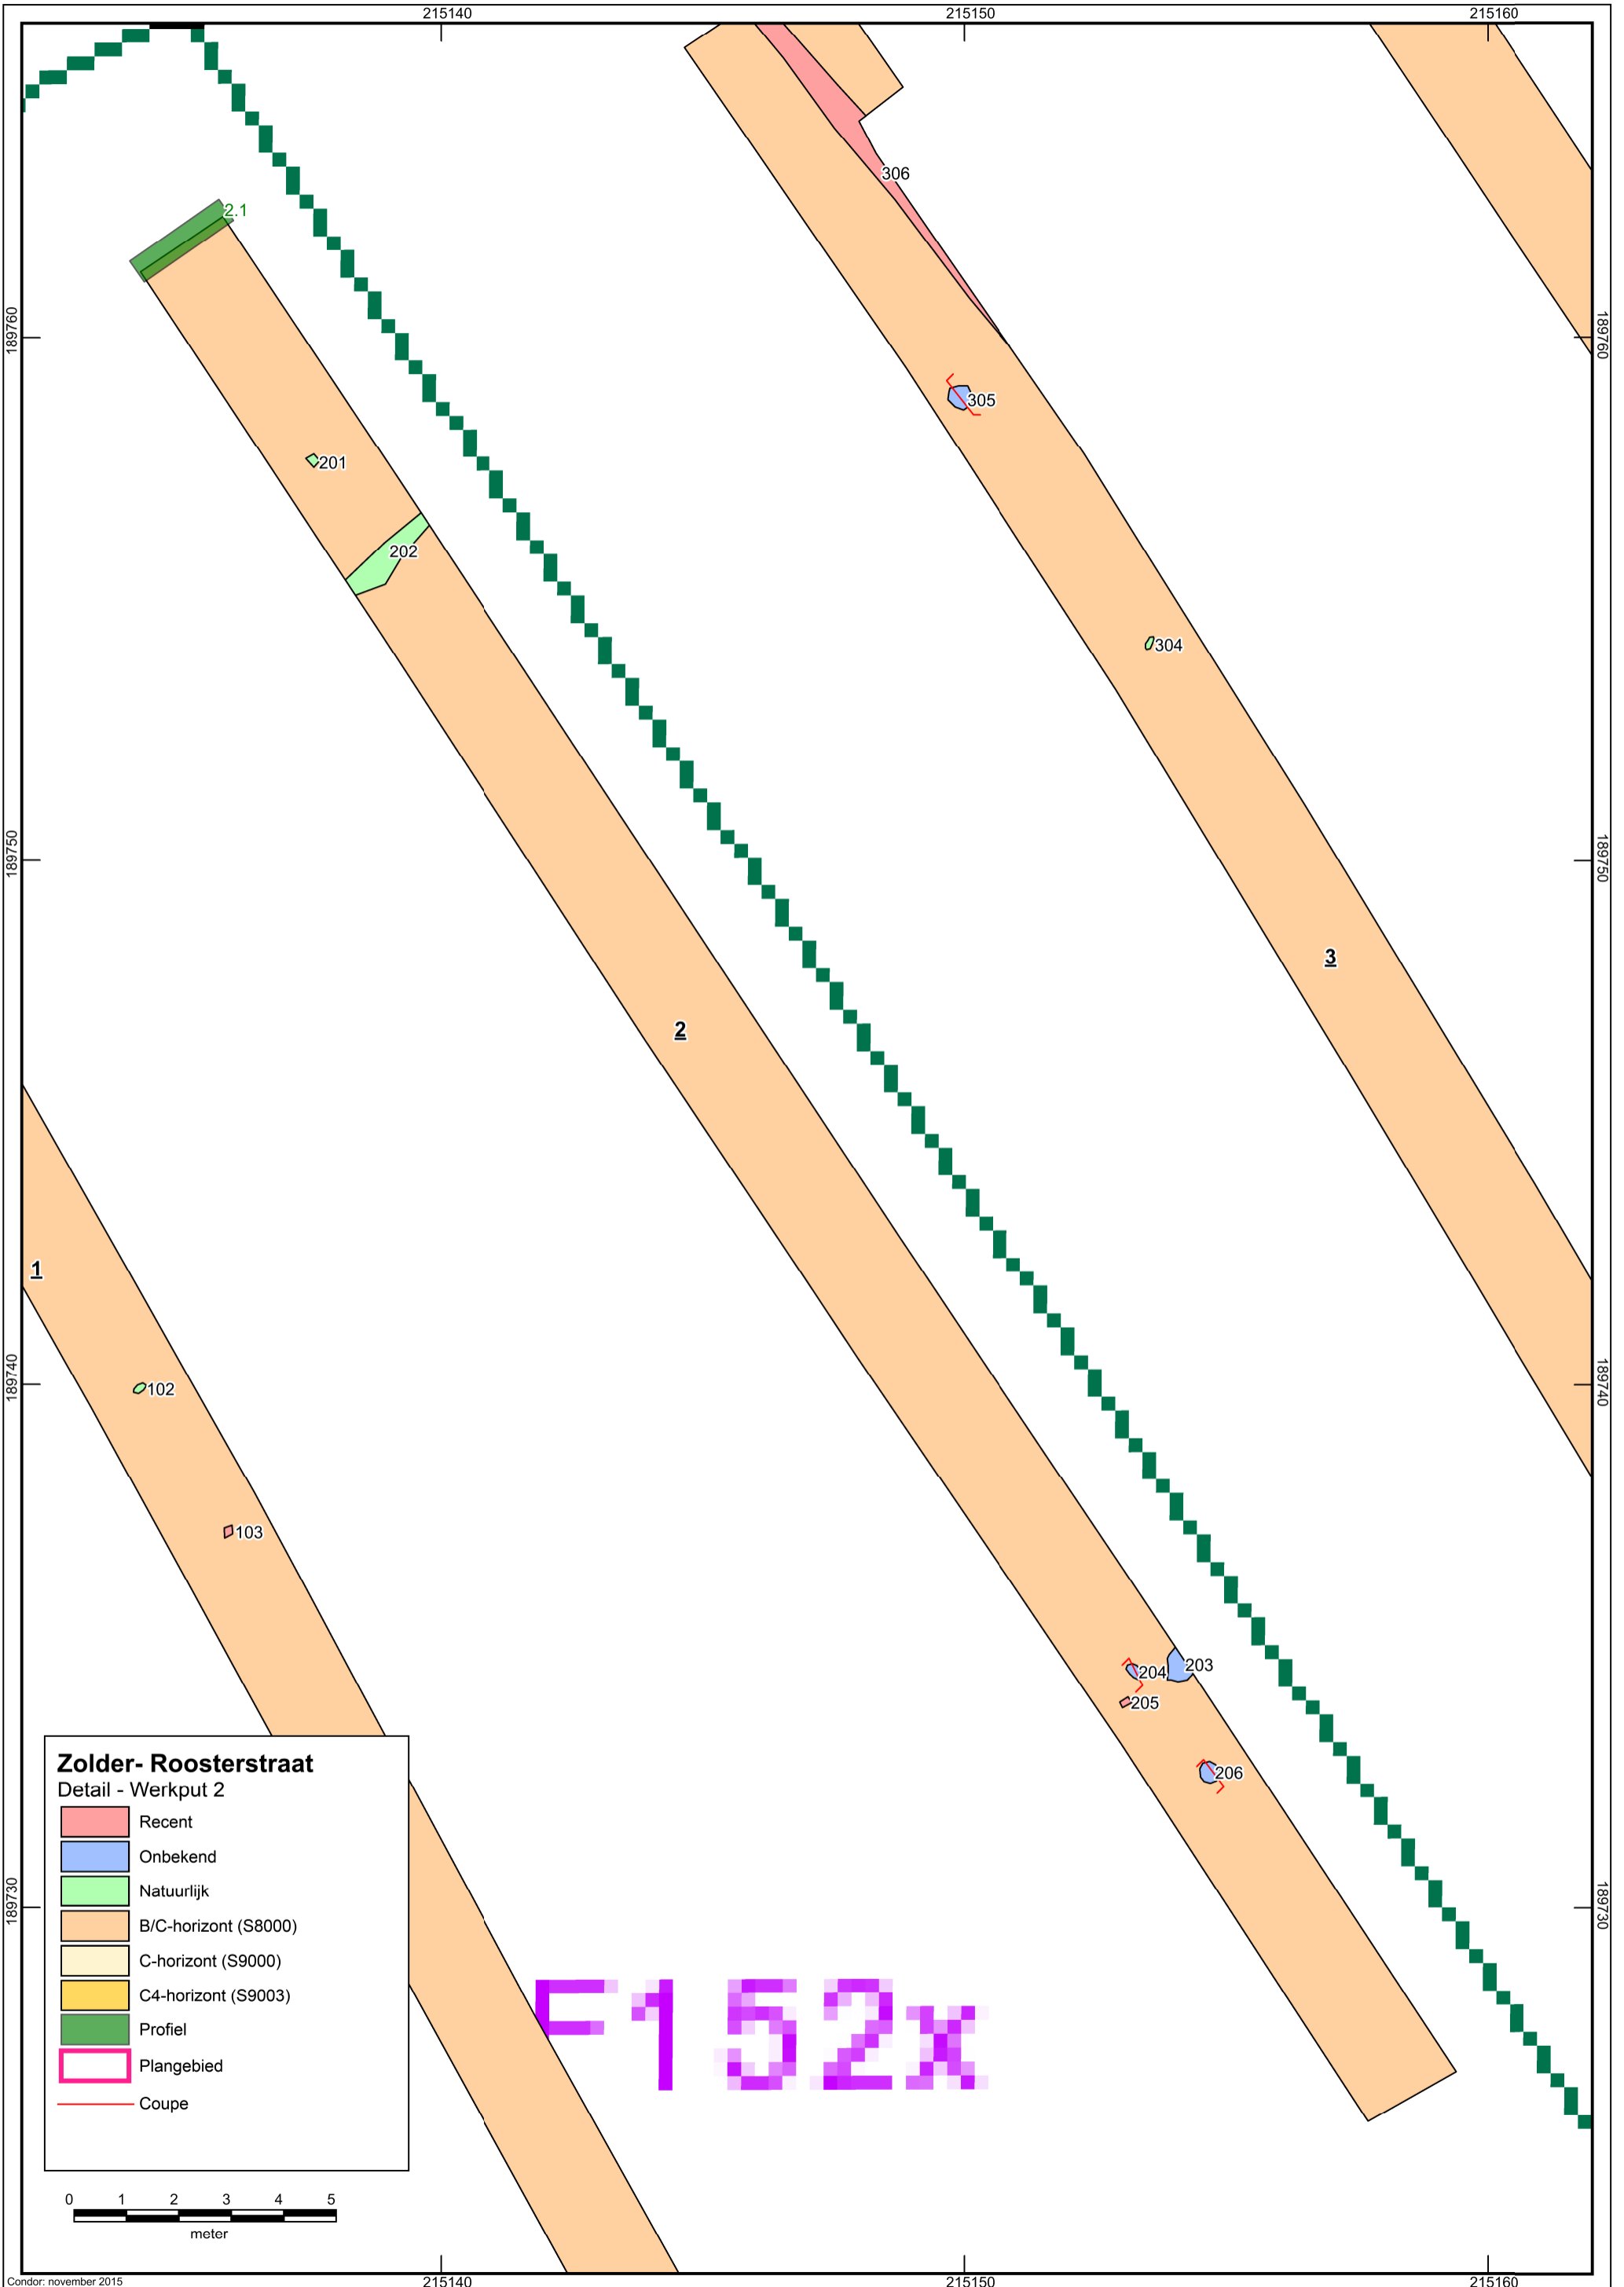 215140 215150 215160
306
2.1
189760 189760
305
201
202
304
189750 189750
3
2
1
189740 189740
102
103
203
204
205
206
Zolder- Roosterstraat
Detail - Werkput 2
Recent
Onbekend
Natuurlijk
B/C-horizont (S8000)
C-horizont (S9000)
C4-horizont (S9003)
Profiel
Plangebied
Coupe
189730 189730
F152x
0 1 2 3 4 5
meter
Condor: november 2015
215140 215150 215160